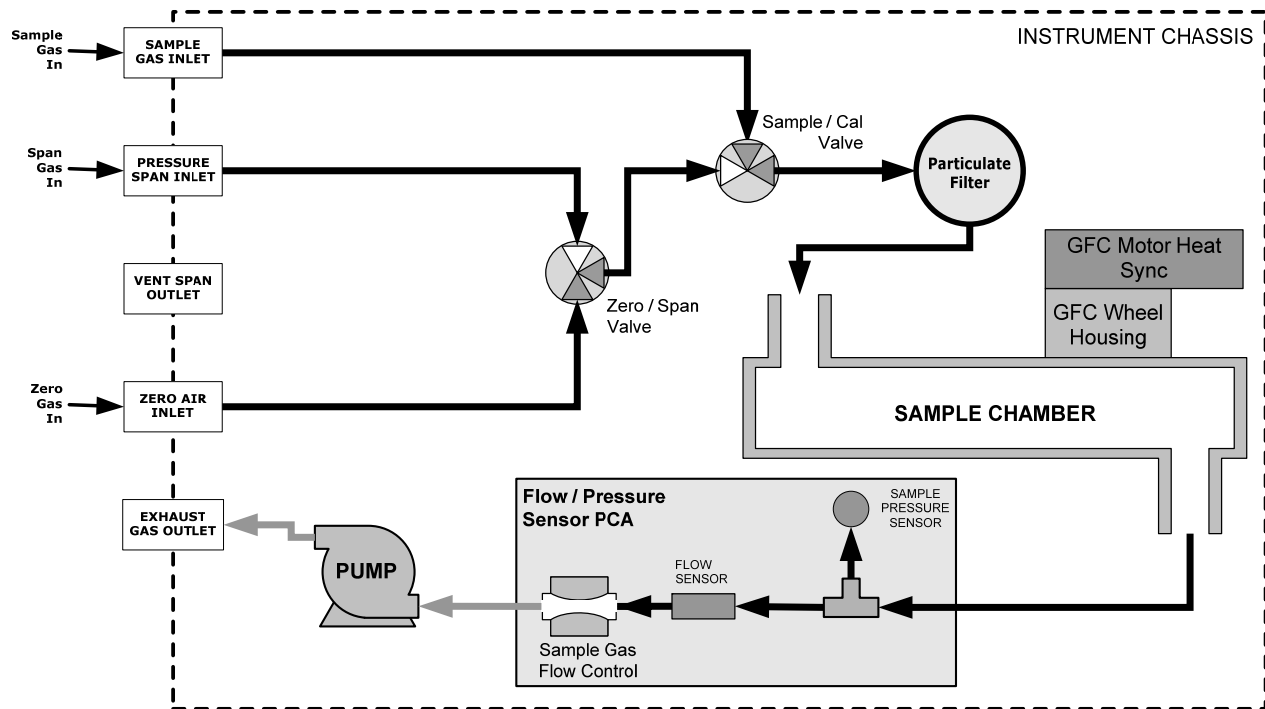 INSTRUMENT CHASSIS
Sample
Gas
In
SAMPLE
GAS INLET
Sample / Cal
Valve
Span
Gas
In
PRESSURE
SPAN INLET
Particulate
Filter
VENT SPAN
OUTLET
Zero / Span
Valve
GFC Motor Heat
Sync
GFC Wheel
Housing
Zero
Gas
In
ZERO AIR
INLET
SAMPLE CHAMBER
Flow / Pressure
Sensor PCA
SAMPLE
PRESSURE
SENSOR
EXHAUST
GAS OUTLET
PUMP
FLOW
SENSOR
Sample Gas
Flow Control